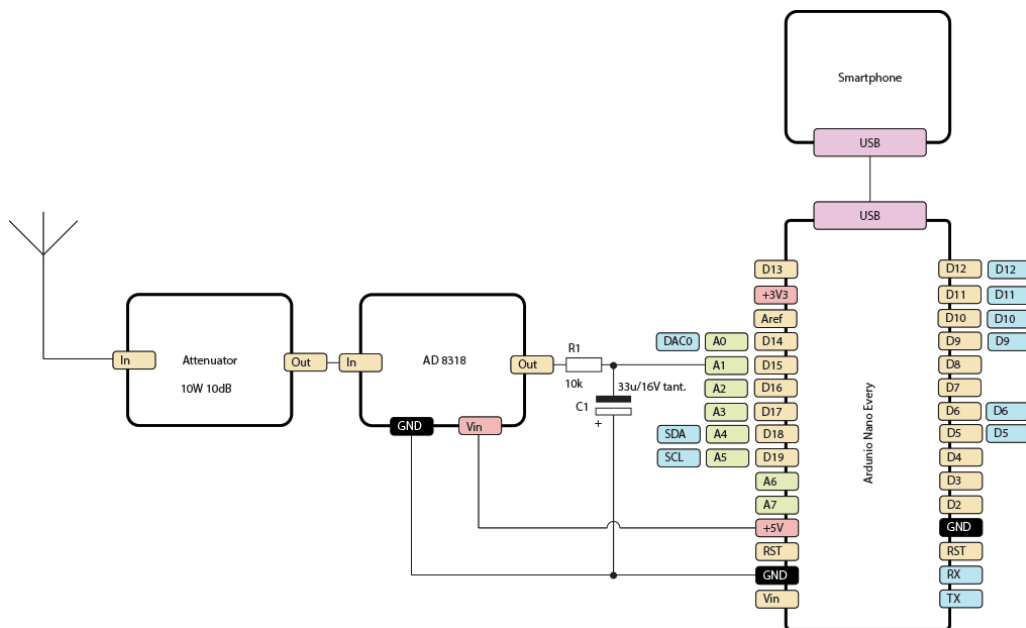 Smartphone
USB
USB
In
Attenuator
10W 10dB
Out
In
AD 8318
Out
GND
Vin
R1
10k
33u/16V tant.
C1
+
Ardunio Nano Every
D13
+3V3
Aref
DAC0 A0 D14
A1 D15
A2 D16
A3 D17
SDA A4 D18
SCL A5 D19
A6
A7
+5V
RST
GND
Vin
D12 D12
D11 D11
D10 D10
D9 D9
D8
D7
D6 D6
D5 D5
D4
D3
D2
GND
RST
RX
TX